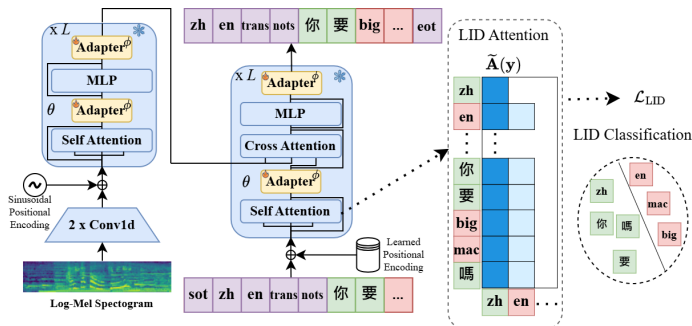 x L
Adapter ϕ
MLP
θ
Adapter ϕ
Self Attention
Sinusoidal
Positional
Encoding
2 x Conv1d
Log-Mel Spectogram
zh en trans nots 你 要 big ... eot
x L
Adapter ϕ
MLP
Cross Attention
θ
Adapter ϕ
Self Attention
Learned
Positional
Encoding
sot zh en trans nots 你 要 ...
LID Attention
Ã(y)
zh
en
你
要
big
mac
嗎
zh en
ℒ_LID
LID Classification
en
zh
mac
你
嗎
big
要